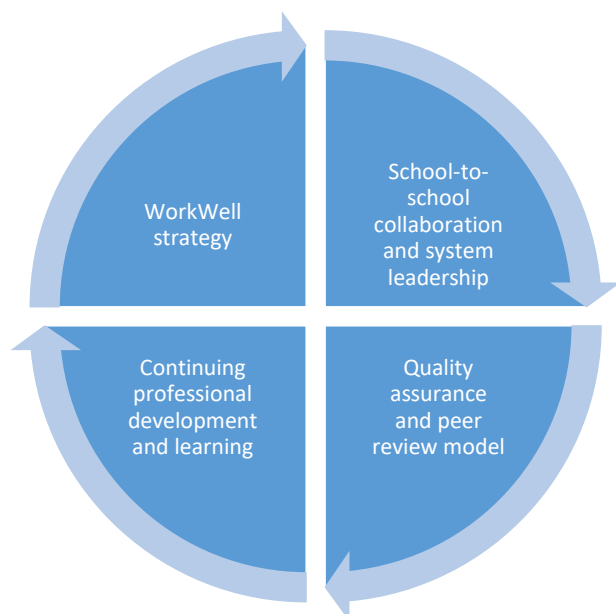 WorkWell
strategy
School-to-
school
collaboration
and system
leadership
Continuing
professional
development
and learning
Quality
assurance
and peer
review model